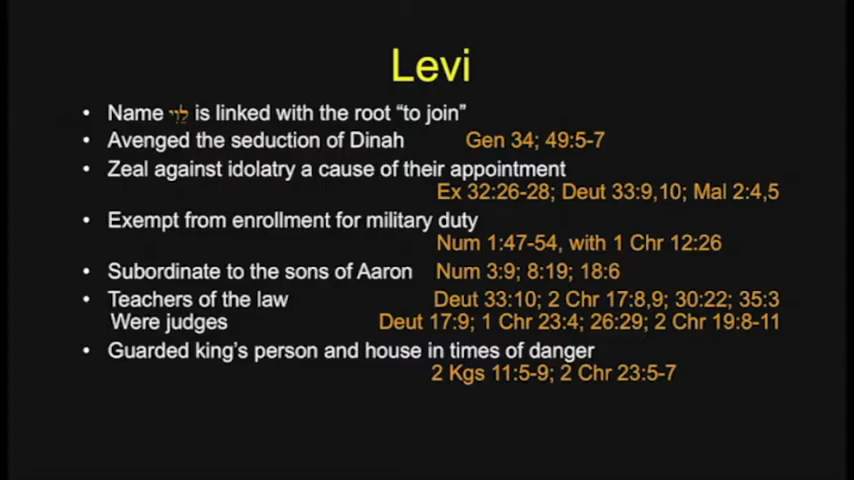 Levi
• Name לֵוִי is linked with the root “to join”
• Avenged the seduction of Dinah Gen 34; 49:5-7
• Zeal against idolatry a cause of their appointment
Ex 32:26-28; Deut 33:9,10; Mal 2:4,5
• Exempt from enrollment for military duty
Num 1:47-54, with 1 Chr 12:26
• Subordinate to the sons of Aaron Num 3:9; 8:19; 18:6
• Teachers of the law Deut 33:10; 2 Chr 17:8,9; 30:22; 35:3
Were judges Deut 17:9; 1 Chr 23:4; 26:29; 2 Chr 19:8-11
• Guarded king’s person and house in times of danger
2 Kgs 11:5-9; 2 Chr 23:5-7